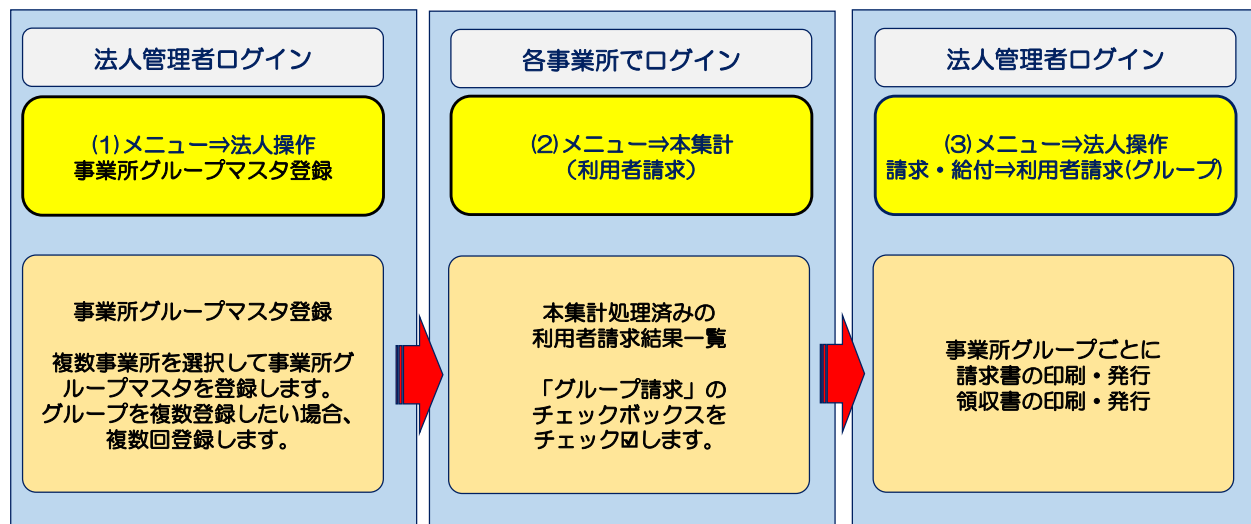 法人管理者ログイン
(1)メニュー⇒法人操作
事業所グループマスタ登録
事業所グループマスタ登録
複数事業所を選択して事業所グ
ループマスタを登録します。
グループを複数登録したい場合、
複数回登録します。
各事業所でログイン
(2)メニュー⇒本集計
（利用者請求）
本集計処理済みの
利用者請求結果一覧
「グループ請求」の
チェックボックスを
チェック☑します。
法人管理者ログイン
(3)メニュー⇒法人操作
請求・給付⇒利用者請求(グループ)
事業所グループごとに
請求書の印刷・発行
領収書の印刷・発行